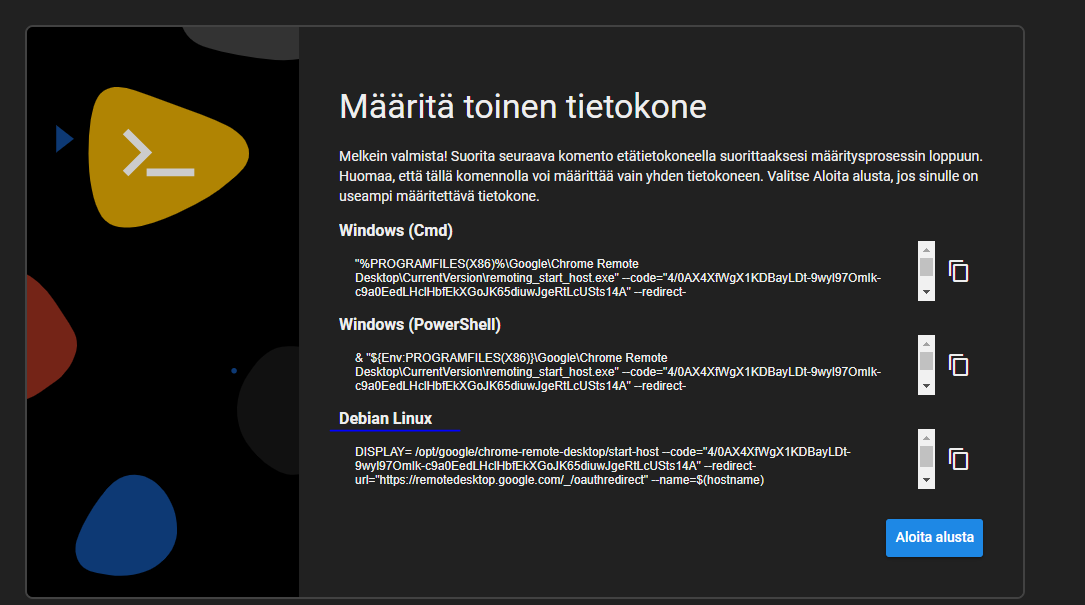 Määritä toinen tietokone
Melkein valmista! Suorita seuraava komento etätietokoneella suorittaaksesi määritysprosessin loppuun.
Huomaa, että tällä komennolla voi määrittää vain yhden tietokoneen. Valitse Aloita alusta, jos sinulle on
useampi määritettävä tietokone.
Windows (Cmd)
"%PROGRAMFILES(X86)%\Google\Chrome Remote
Desktop\CurrentVersion\remoting_start_host.exe" --code="4/0AX4XfWgX1KDBayLDt-9wyI97OmIk-
c9a0EedLHclHbfEkXGoJK65diuwJgeRtLcUSts14A" --redirect-
Windows (PowerShell)
& "${Env:PROGRAMFILES(X86)}\Google\Chrome Remote
Desktop\CurrentVersion\remoting_start_host.exe" --code="4/0AX4XfWgX1KDBayLDt-9wyI97OmIk-
c9a0EedLHclHbfEkXGoJK65diuwJgeRtLcUSts14A" --redirect-
Debian Linux
DISPLAY= /opt/google/chrome-remote-desktop/start-host --code="4/0AX4XfWgX1KDBayLDt-
9wyI97OmIk-c9a0EedLHclHbfEkXGoJK65diuwJgeRtLcUSts14A" --redirect-
url="https://remotedesktop.google.com/_/oauthredirect" --name=$(hostname)
Aloita alusta